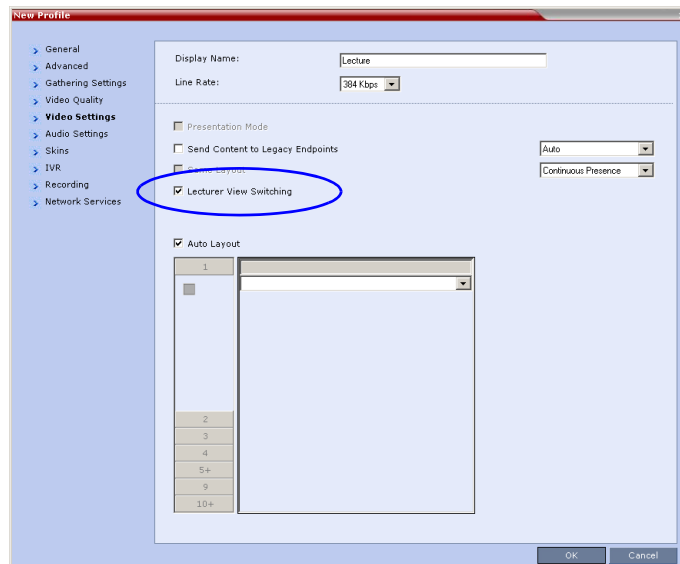 New Profile
General
Advanced
Gathering Settings
Video Quality
Video Settings
Audio Settings
Skins
IVR
Recording
Network Services
Display Name: Lecture
Line Rate: 384 Kbps
Presentation Mode
Send Content to Legacy Endpoints Auto
Same Layout Continuous Presence
Lecturer View Switching
Auto Layout
1
2
3
4
5+
9
10+
OK Cancel